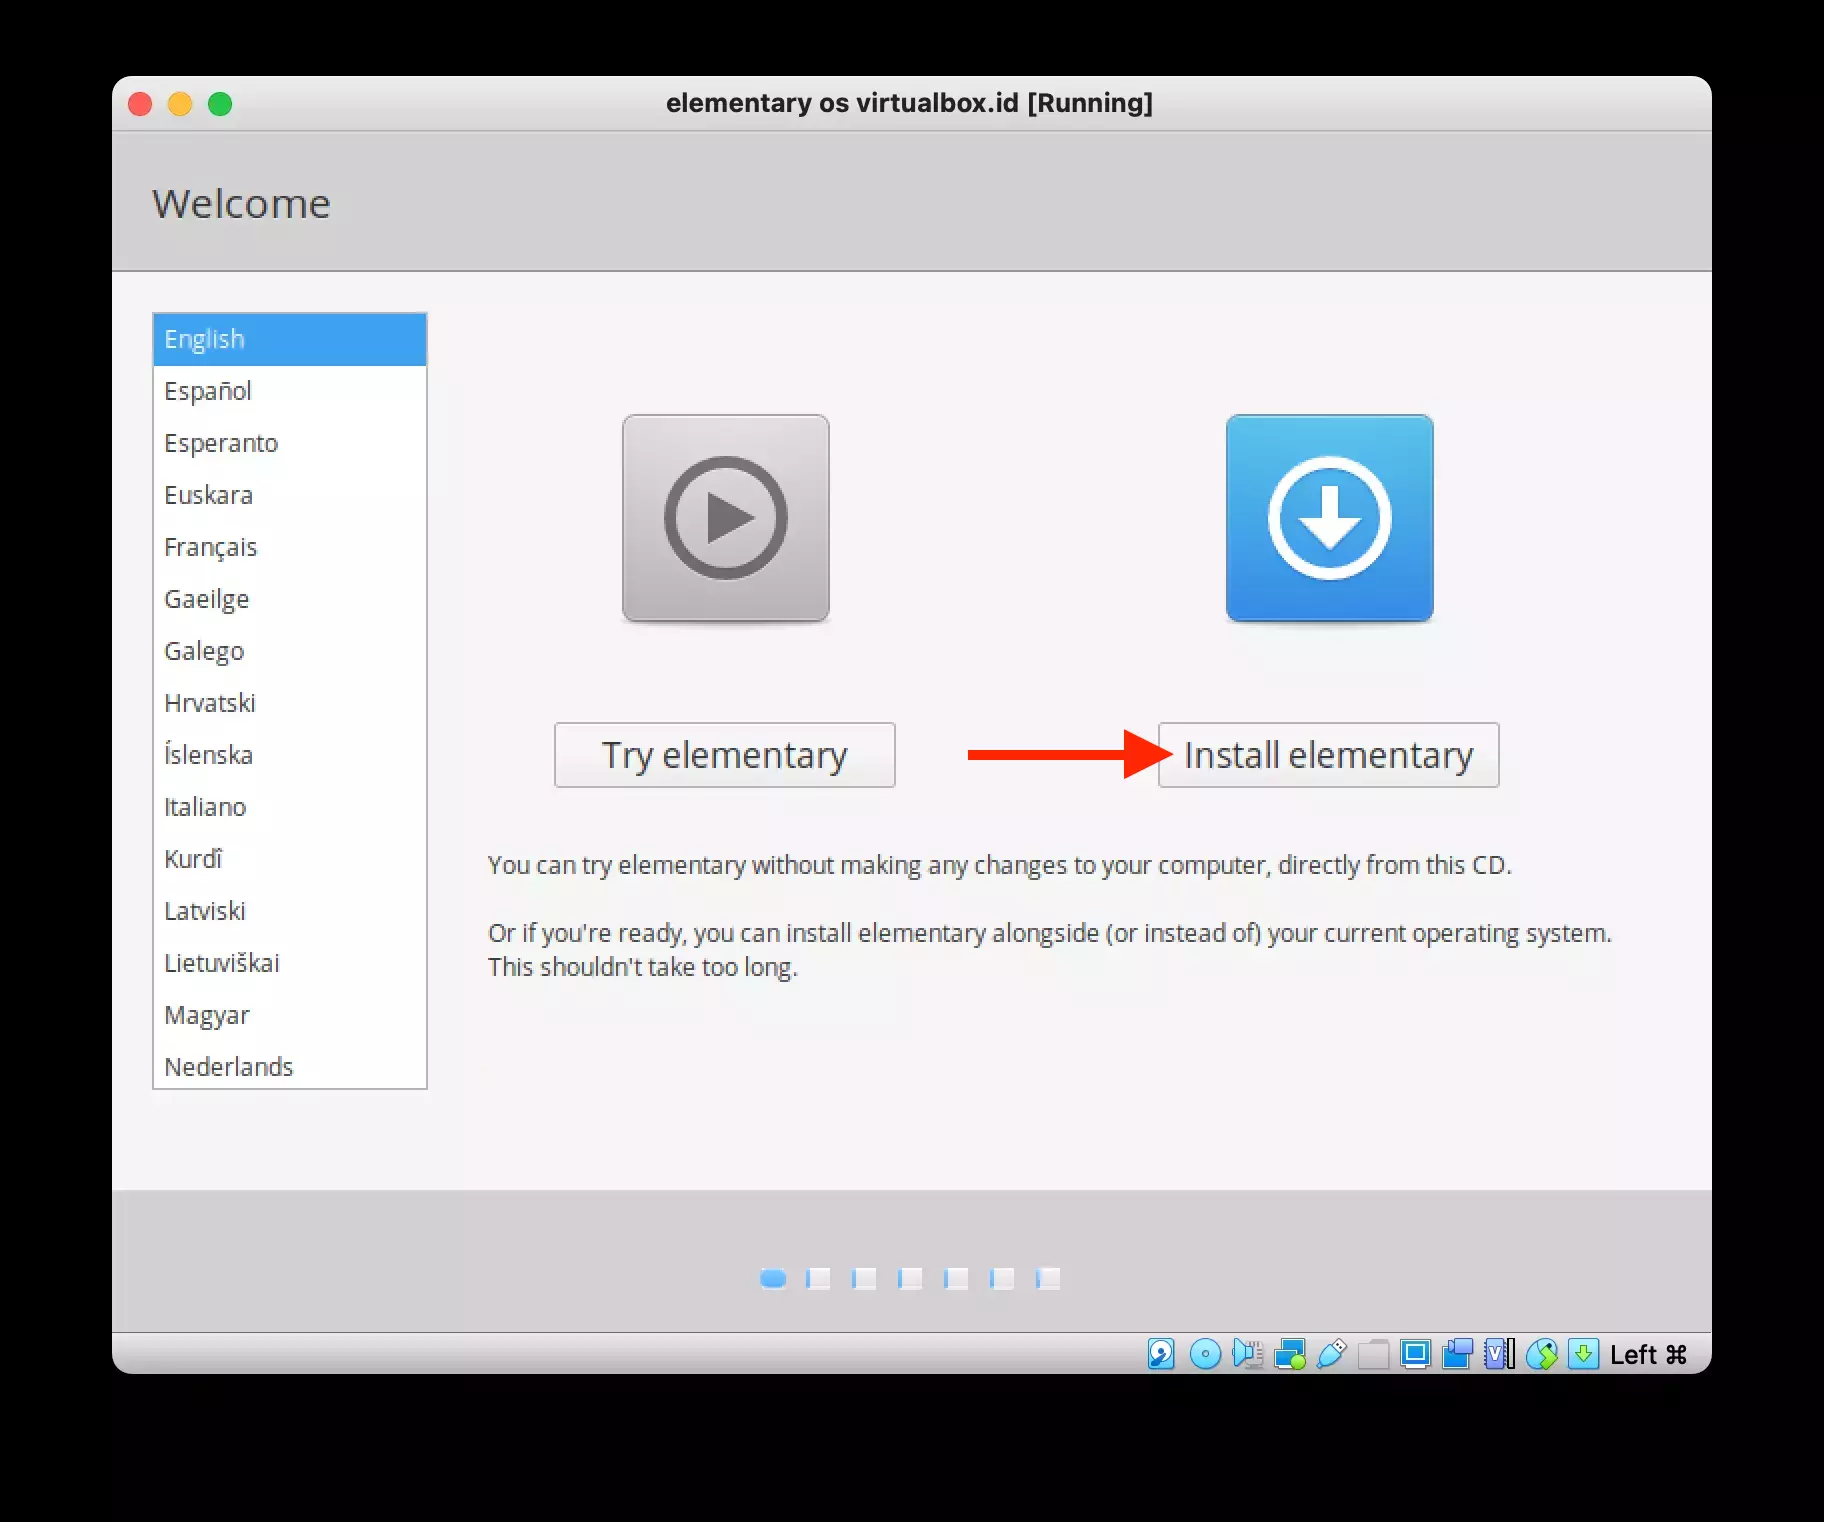 elementary os virtualbox.id [Running]
Welcome
English
Español
Esperanto
Euskara
Français
Gaeilge
Galego
Hrvatski
Íslenska
Italiano
Kurdî
Latviski
Lietuviškai
Magyar
Nederlands
Try elementary
Install elementary
You can try elementary without making any changes to your computer, directly from this CD.
Or if you're ready, you can install elementary alongside (or instead of) your current operating system.
This shouldn't take too long.
Left ⌘